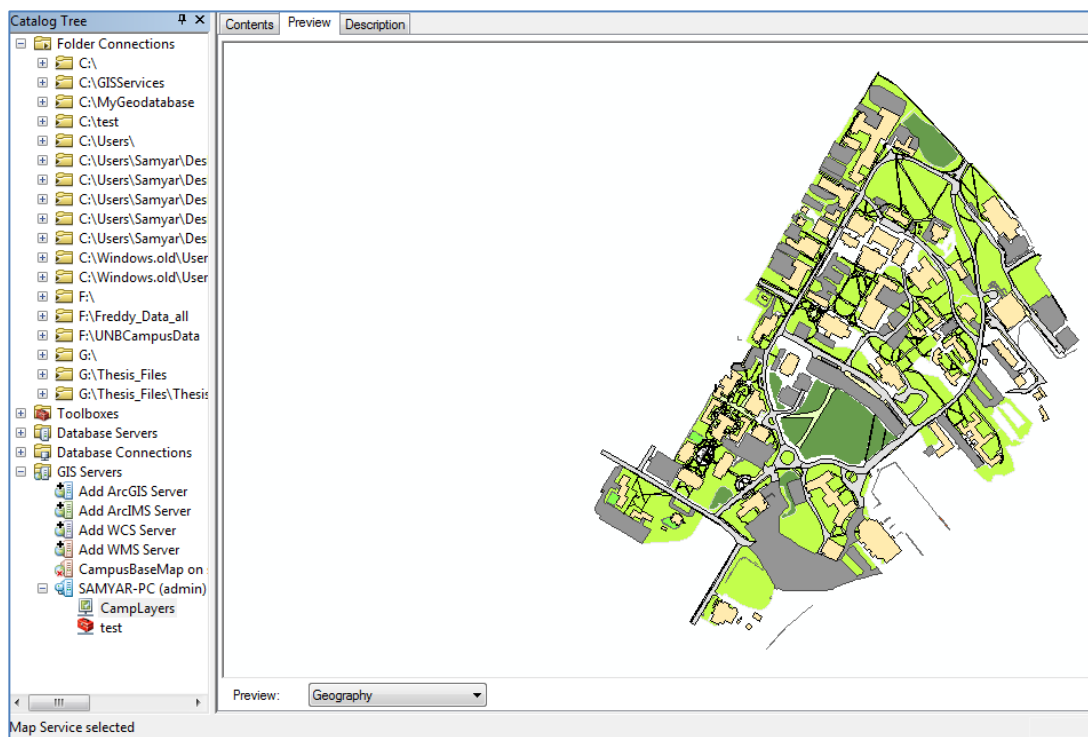 Catalog Tree
Contents Preview Description
Folder Connections
C:\
C:\GISServices
C:\MyGeodatabase
C:\test
C:\Users\
C:\Users\Samyar\Des
C:\Users\Samyar\Des
C:\Users\Samyar\Des
C:\Users\Samyar\Des
C:\Users\Samyar\Des
C:\Windows.old\User
C:\Windows.old\User
F:\
F:\Freddy_Data_all
F:\UNBCampusData
G:\
G:\Thesis_Files
G:\Thesis_Files\Thesis
Toolboxes
Database Servers
Database Connections
GIS Servers
Add ArcGIS Server
Add ArcIMS Server
Add WCS Server
Add WMS Server
CampusBaseMap on s
SAMYAR-PC (admin)
CampLayers
test
Preview: Geography
Map Service selected